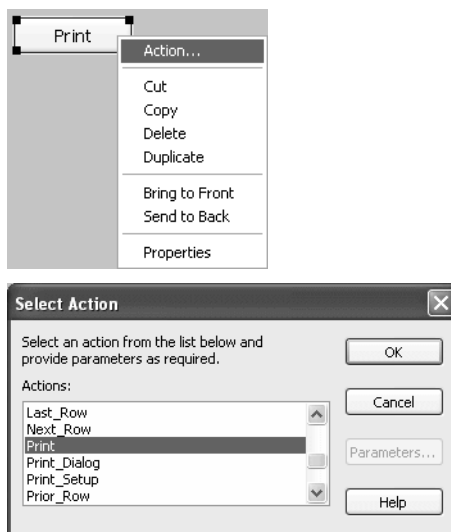 Print
Action...
Cut
Copy
Delete
Duplicate
Bring to Front
Send to Back
Properties
Select Action
Select an action from the list below and
provide parameters as required.
OK
Actions:
Cancel
Last_Row
Next_Row
Print
Parameters...
Print_Dialog
Print_Setup
Prior_Row
Help